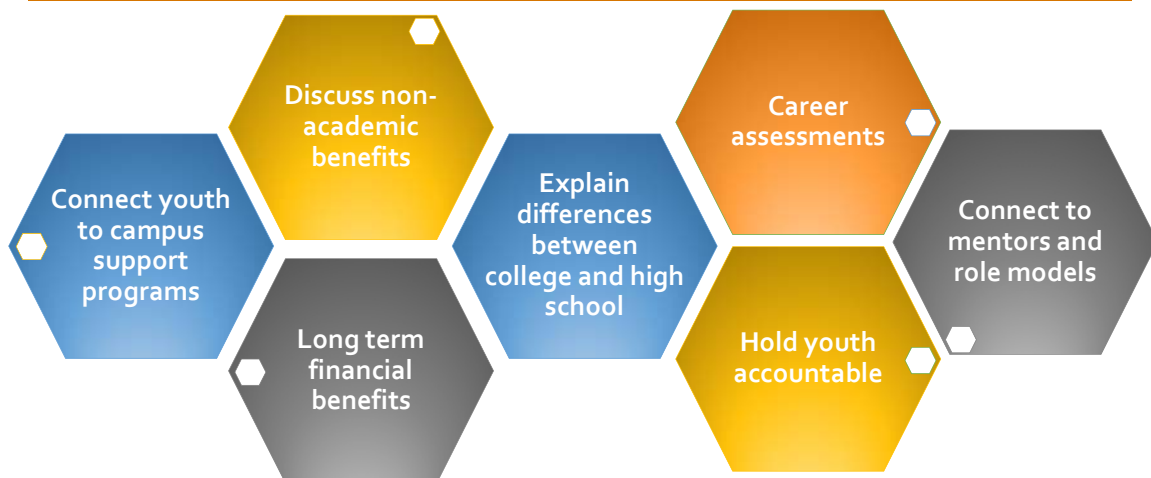 Connect youth
to campus
support
programs
Discuss non-
academic
benefits
Long term
financial
benefits
Explain
differences
between
college and high
school
Career
assessments
Hold youth
accountable
Connect to
mentors and
role models